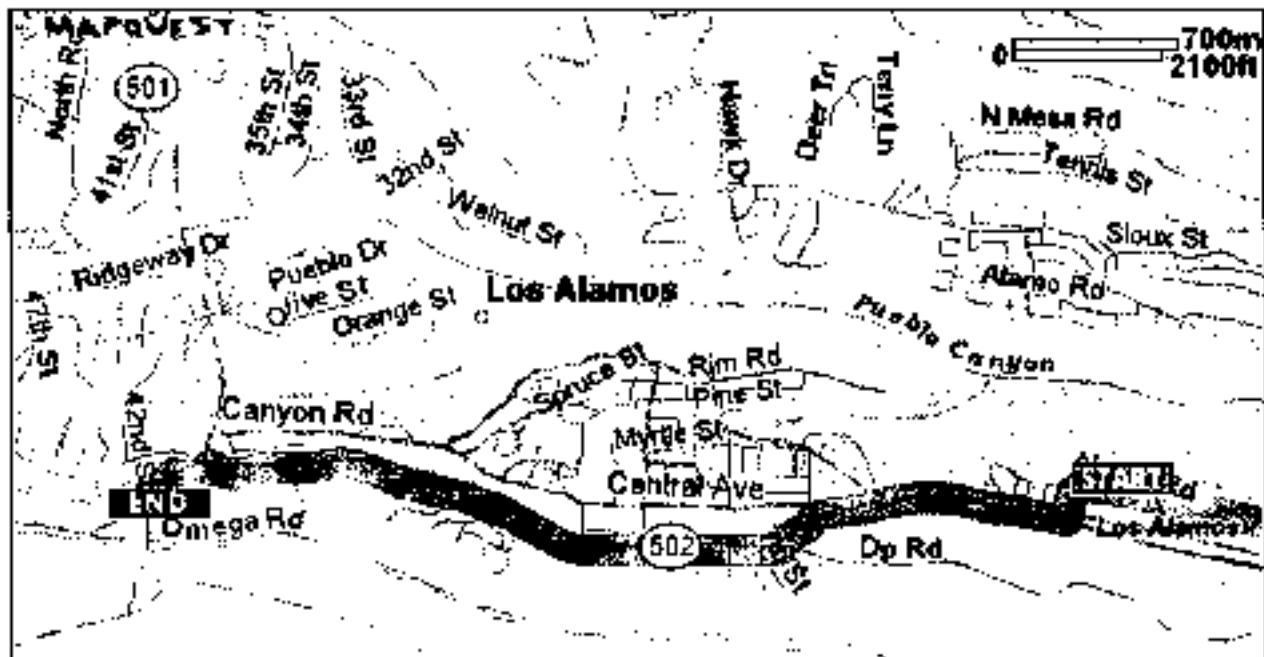 MAPQUEST
700m
0
2100ft
North R
501
41st St
35th St
34th St
33rd St
32nd St
Walnut St
Hawk Dr
Deer Trl
Terry Ln
N Mesa Rd
Tewils St
Sioux St
Alamo Rd
Ridgeway Dr
Pueblo Dr
Olive St
Orange St
Los Alamos
Pueblo Canyon
47th St
42nd St
Canyon Rd
Spruce St
Rim Rd
Pine St
Myrtle St
Central Ave
START
Rd
END
Omega Rd
502
Dp Rd
Los Alamos